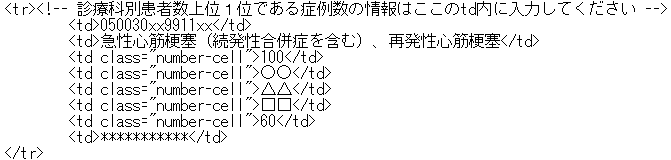 <tr><!-- 診療科別患者数上位１位である症例数の情報はここのtd内に入力してください -->
<td>050030xx9911xx</td>
<td>急性心筋梗塞（続発性合併症を含む）、再発性心筋梗塞</td>
<td class="number-cell">100</td>
<td class="number-cell">○○</td>
<td class="number-cell">△△</td>
<td class="number-cell">□□</td>
<td class="number-cell">60</td>
<td>***********</td>
</tr>